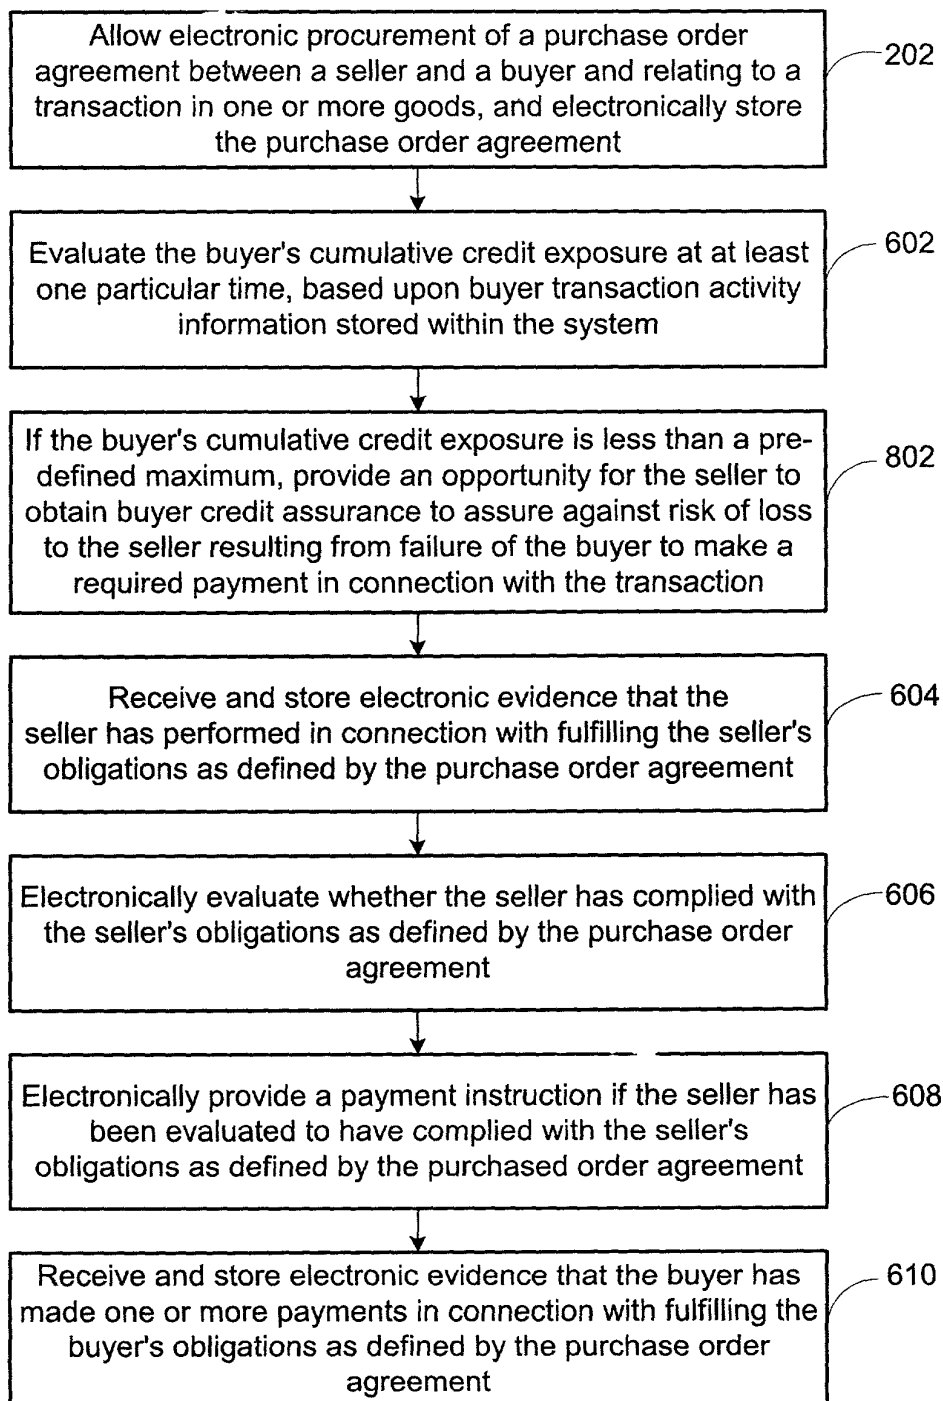 Allow electronic procurement of a purchase order
agreement between a seller and a buyer and relating to a
transaction in one or more goods, and electronically store
the purchase order agreement
202
Evaluate the buyer's cumulative credit exposure at at least
one particular time, based upon buyer transaction activity
information stored within the system
602
If the buyer's cumulative credit exposure is less than a pre-
defined maximum, provide an opportunity for the seller to
obtain buyer credit assurance to assure against risk of loss
to the seller resulting from failure of the buyer to make a
required payment in connection with the transaction
802
Receive and store electronic evidence that the
seller has performed in connection with fulfilling the seller's
obligations as defined by the purchase order agreement
604
Electronically evaluate whether the seller has complied with
the seller's obligations as defined by the purchase order
agreement
606
Electronically provide a payment instruction if the seller has
been evaluated to have complied with the seller's
obligations as defined by the purchased order agreement
608
Receive and store electronic evidence that the buyer has
made one or more payments in connection with fulfilling the
buyer's obligations as defined by the purchase order
agreement
610